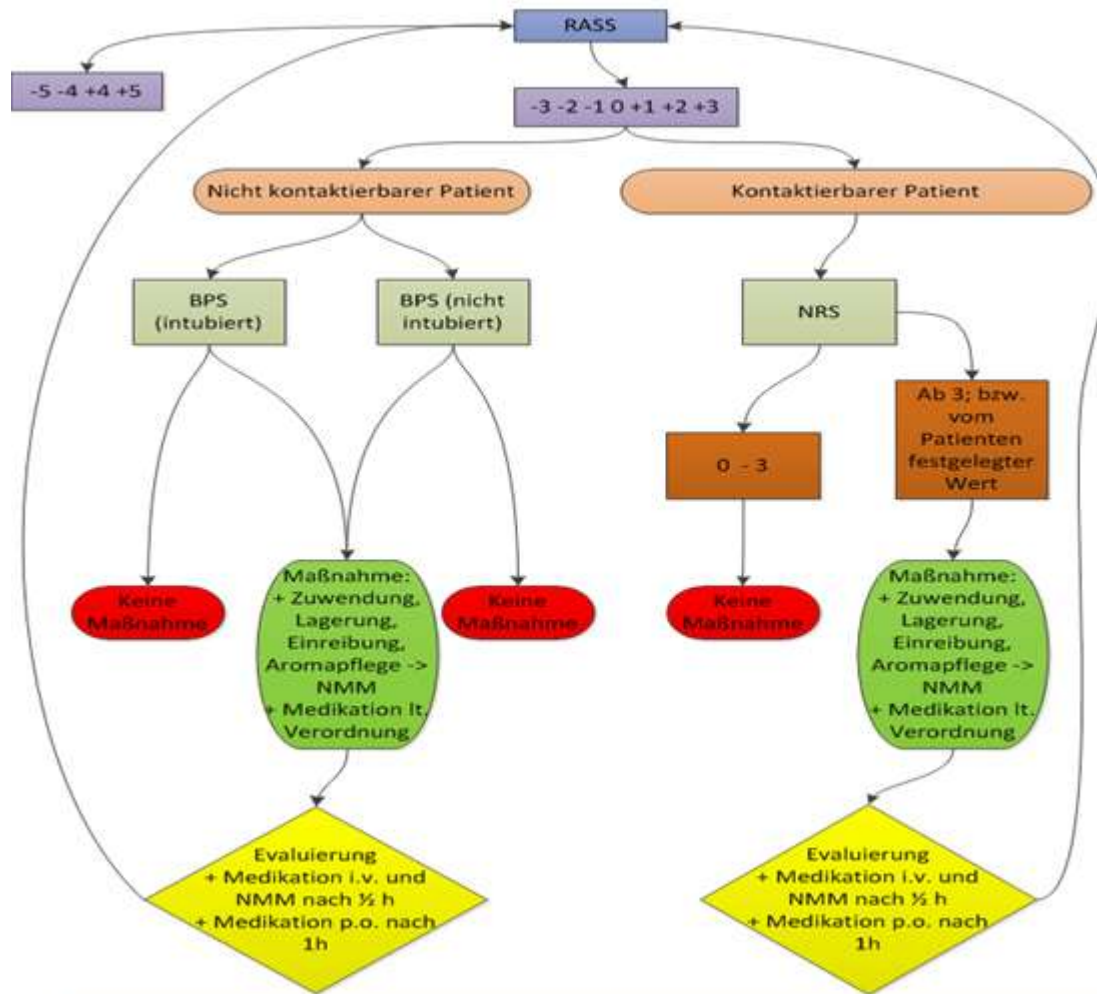 RASS
-5 -4 +4 +5
-3 -2 -1 0 +1 +2 +3
Nicht kontaktierbarer Patient
Kontaktierbarer Patient
BPS
(intubiert)
BPS (nicht
intubiert)
NRS
0 - 3
Ab 3; bzw.
vom
Patienten
festgelegter
Wert
Keine
Maßnahme
Maßnahme:
+ Zuwendung,
Lagerung,
Einreibung,
Aromapflege ->
NMM
+ Medikation lt.
Verordnung
Keine
Maßnahme
Keine
Maßnahme
Maßnahme:
+ Zuwendung,
Lagerung,
Einreibung,
Aromapflege ->
NMM
+ Medikation lt.
Verordnung
Evaluierung
+ Medikation i.v. und
NMM nach ½ h
+ Medikation p.o. nach
1h
Evaluierung
+ Medikation i.v. und
NMM nach ½ h
+ Medikation p.o. nach
1h